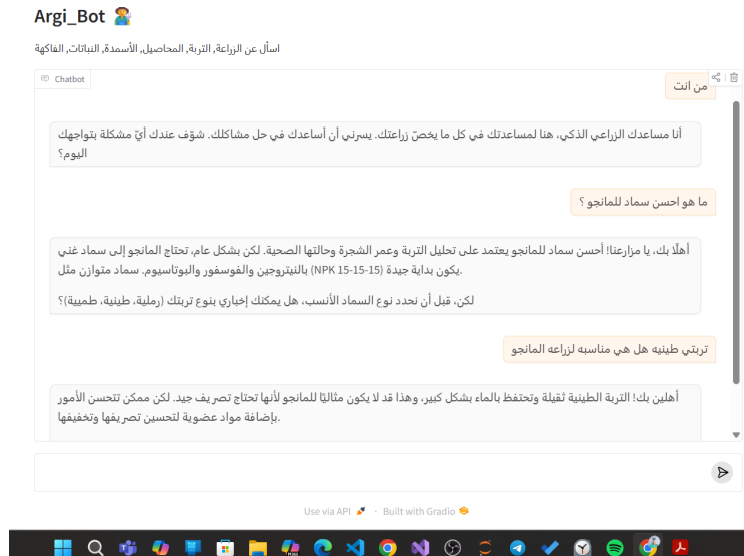 Argi_Bot
اسأل عن الزراعة, التربة, المحاصيل, الأسمدة, النباتات, الفاكهة
Chatbot
من انت
أنا مساعدك الزراعي الذكي، هنا لمساعدتك في كل ما يخصّ زراعتك. يسرني أن أساعدك في حل مشاكلك. شوّف عندك أيّ مشكلة بتواجهك
اليوم؟
ما هو احسن سماد للمانجو ؟
أهلًا بك، يا مزارعنا! أحسن سماد للمانجو يعتمد على تحليل التربة وعمر الشجرة وحالتها الصحية. لكن بشكل عام، تحتاج المانجو إلى سماد غني
بالنيتروجين والفوسفور والبوتاسيوم. سماد متوازن مثل (NPK 15-15-15) يكون بداية جيدة.
لكن، قبل أن نحدد نوع السماد الأنسب، هل يمكنك إخباري بنوع تربتك (رملية، طينية، طميية)؟
تربتي طينيه هل هي مناسبه لزراعه المانجو
أهلين بك! التربة الطينية ثقيلة وتحتفظ بالماء بشكل كبير، وهذا قد لا يكون مثاليًا للمانجو لأنها تحتاج تصريف جيد. لكن ممكن تتحسن الأمور
بإضافة مواد عضوية لتحسين تصريفها وتخفيفها.
Use via API · Built with Gradio